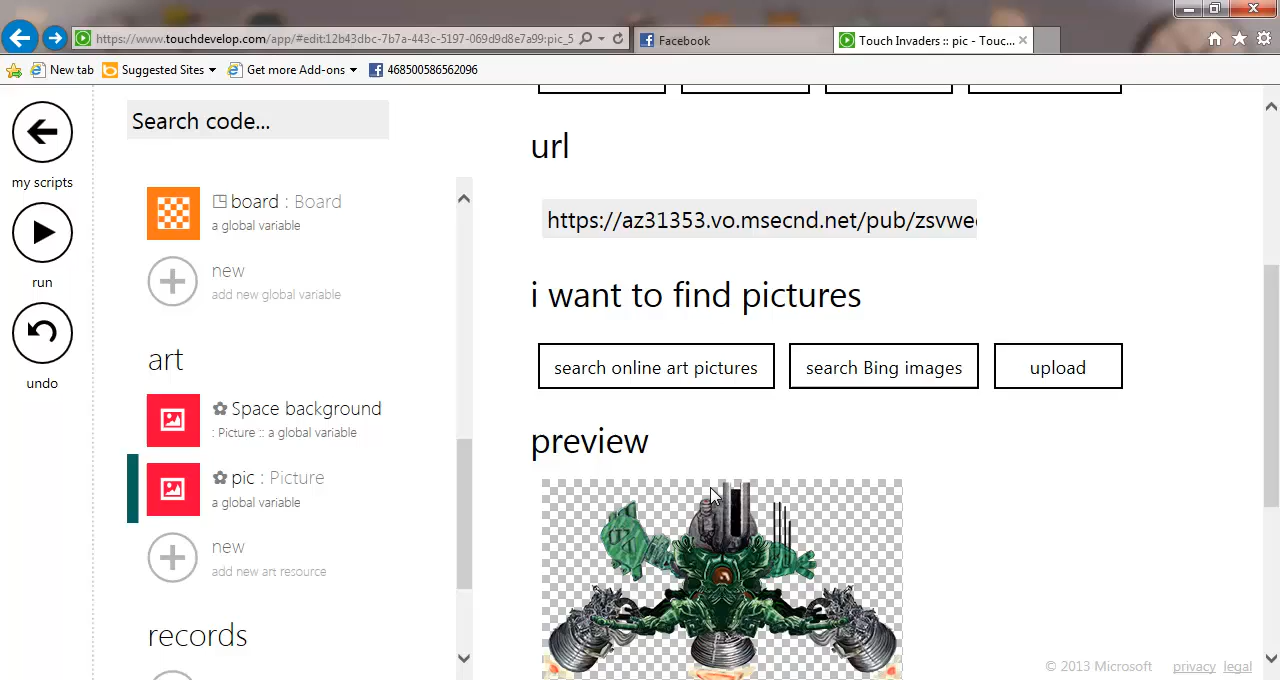 https://www.touchdevelop.com/app/#edit:12b43dbc-7b7a-443c-5197-069d9d8e7a99:pic_5
Facebook
Touch Invaders :: pic - Touc...
New tab
Suggested Sites
Get more Add-ons
468500586562096
my scripts
run
undo
Search code...
board : Board
a global variable
new
add new global variable
art
Space background
: Picture :: a global variable
pic : Picture
a global variable
new
add new art resource
records
url
https://az31353.vo.msecnd.net/pub/zsvwe
i want to find pictures
search online art pictures
search Bing images
upload
preview
© 2013 Microsoft
privacy
legal